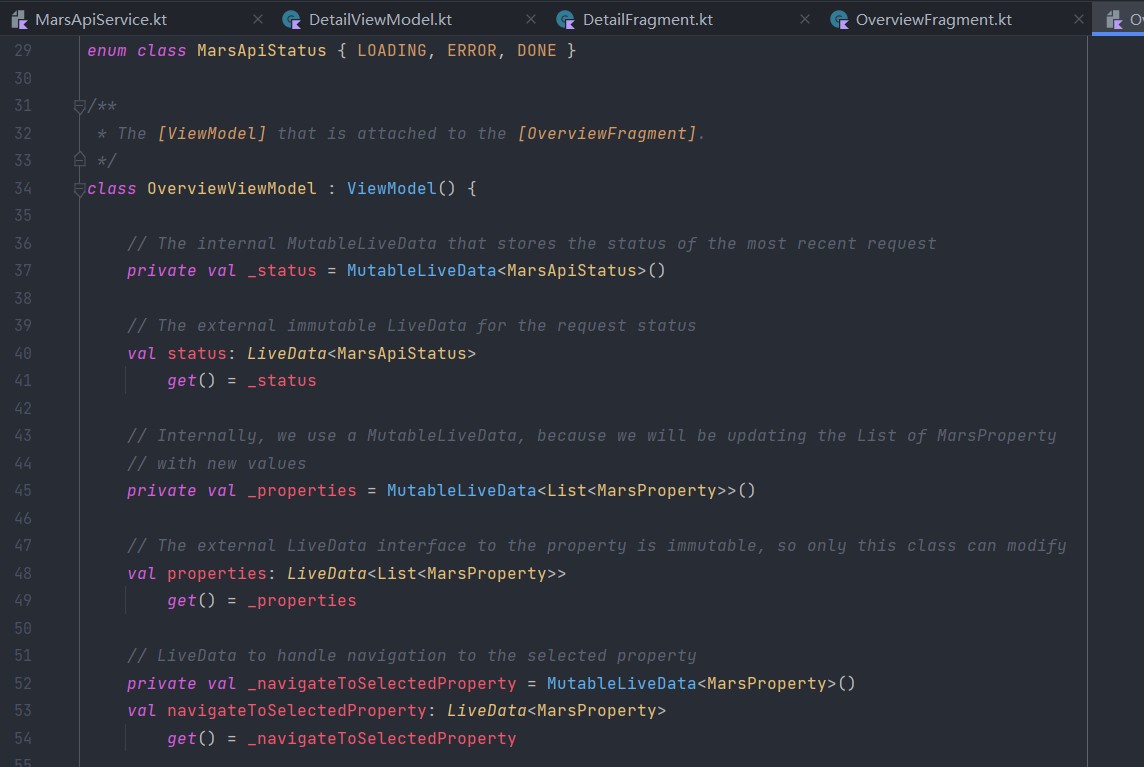 MarsApiService.kt DetailViewModel.kt DetailFragment.kt OverviewFragment.kt
29 enum class MarsApiStatus { LOADING, ERROR, DONE }
30
31 /**
32  * The [ViewModel] that is attached to the [OverviewFragment].
33  */
34 class OverviewViewModel : ViewModel() {
35
36     // The internal MutableLiveData that stores the status of the most recent request
37     private val _status = MutableLiveData<MarsApiStatus>()
38
39     // The external immutable LiveData for the request status
40     val status: LiveData<MarsApiStatus>
41         get() = _status
42
43     // Internally, we use a MutableLiveData, because we will be updating the List of MarsProperty
44     // with new values
45     private val _properties = MutableLiveData<List<MarsProperty>>()
46
47     // The external LiveData interface to the property is immutable, so only this class can modify
48     val properties: LiveData<List<MarsProperty>>
49         get() = _properties
50
51     // LiveData to handle navigation to the selected property
52     private val _navigateToSelectedProperty = MutableLiveData<MarsProperty>()
53     val navigateToSelectedProperty: LiveData<MarsProperty>
54         get() = _navigateToSelectedProperty
55